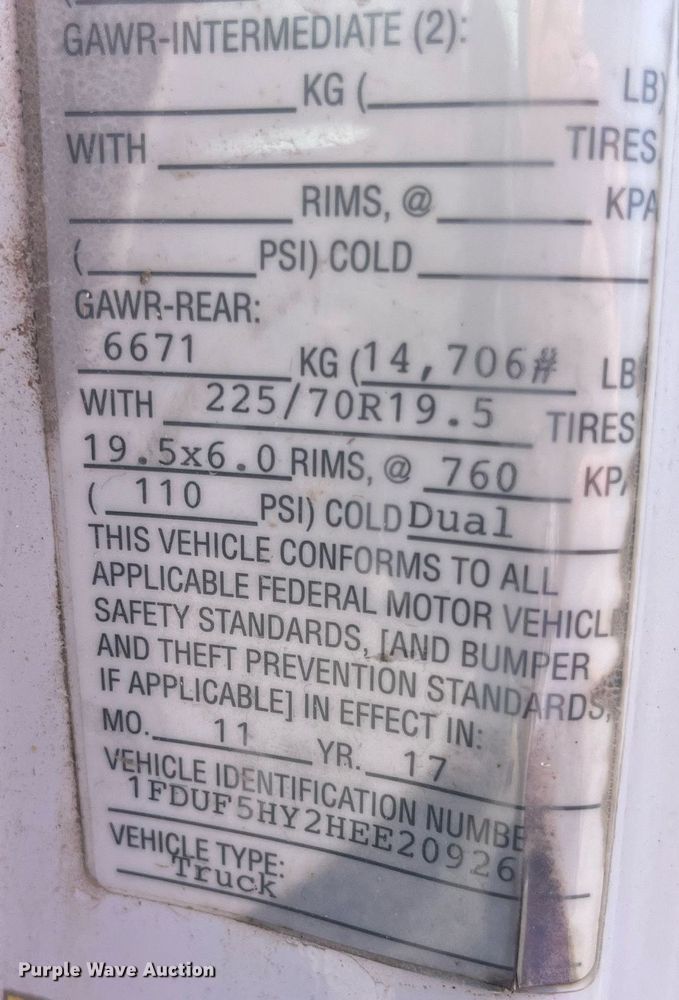 GAWR-INTERMEDIATE (2):
KG ( LB)
WITH TIRES,
RIMS, @ KPA
( PSI) COLD
GAWR-REAR:
6671 KG (14,706# LB
WITH 225/70R19.5 TIRES
19.5x6.0 RIMS, @ 760 KPA
( 110 PSI) COLD Dual
THIS VEHICLE CONFORMS TO ALL
APPLICABLE FEDERAL MOTOR VEHICL
SAFETY STANDARDS, [AND BUMPER
AND THEFT PREVENTION STANDARDS,
IF APPLICABLE] IN EFFECT IN:
MO. 11 YR. 17
VEHICLE IDENTIFICATION NUMBE
1FDUF5HY2HEE20926
VEHICLE TYPE:
Truck
Purple Wave Auction